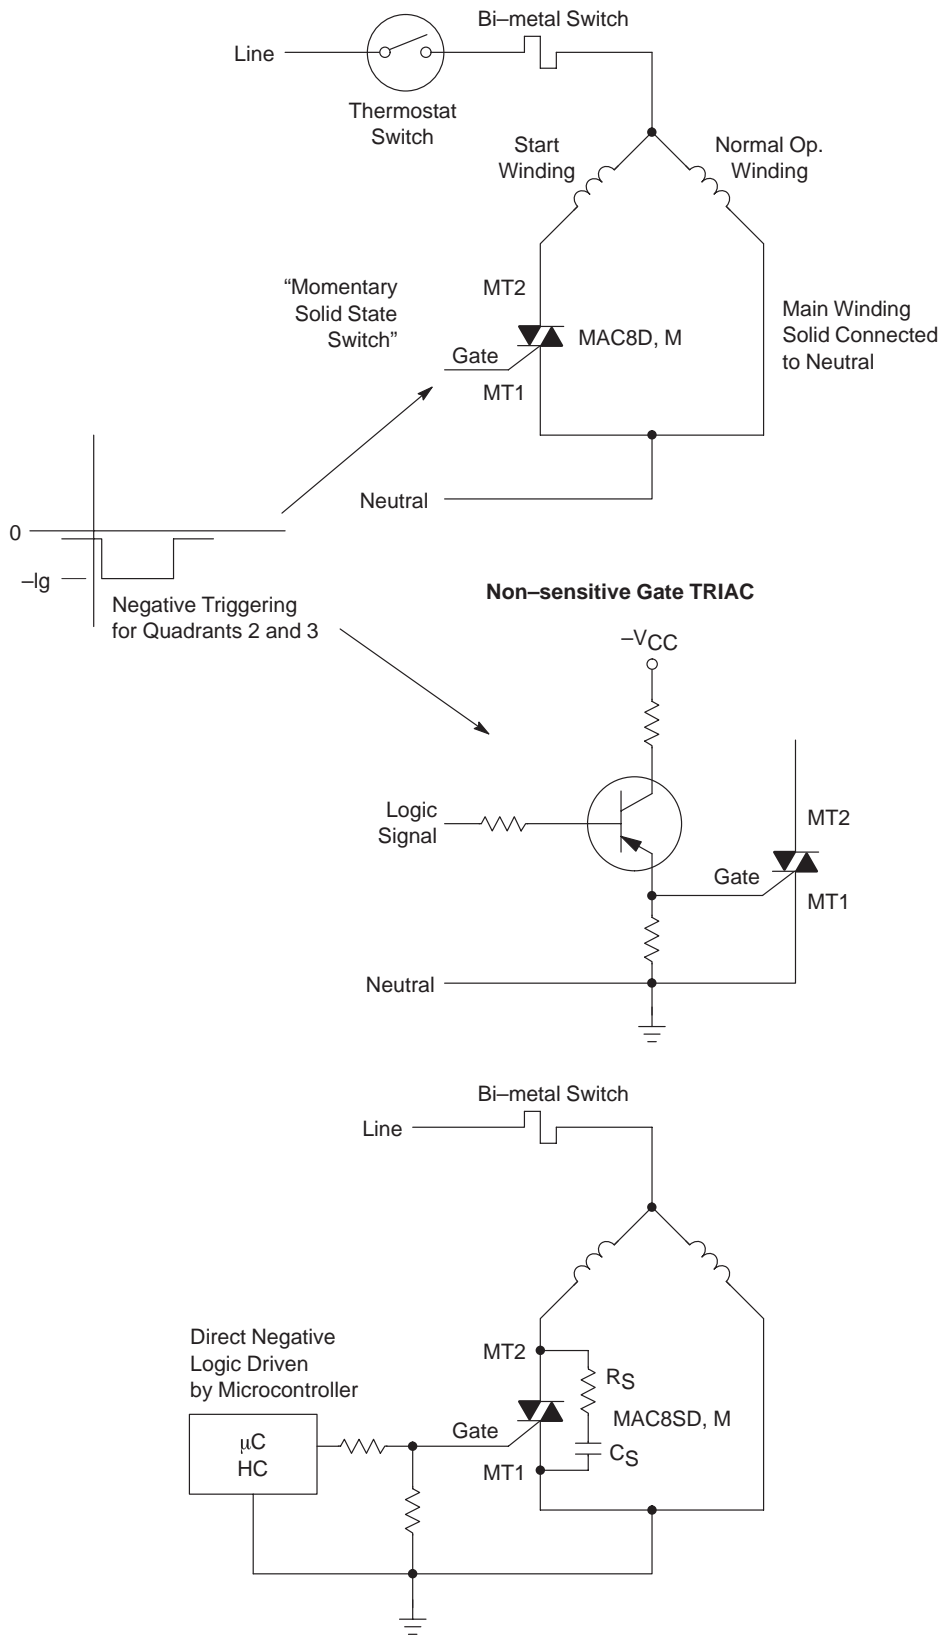 Bi–metal Switch
Line
Thermostat
Switch
Start
Winding
Normal Op.
Winding
“Momentary
Solid State
Switch”
MT2
MAC8D, M
Gate
MT1
Main Winding
Solid Connected
to Neutral
Neutral
0
–Ig
Negative Triggering
for Quadrants 2 and 3
Non–sensitive Gate TRIAC
–VCC
Logic
Signal
MT2
Gate
MT1
Neutral
Bi–metal Switch
Line
Direct Negative
Logic Driven
by Microcontroller
µC
HC
MT2
RS
MAC8SD, M
Gate
CS
MT1